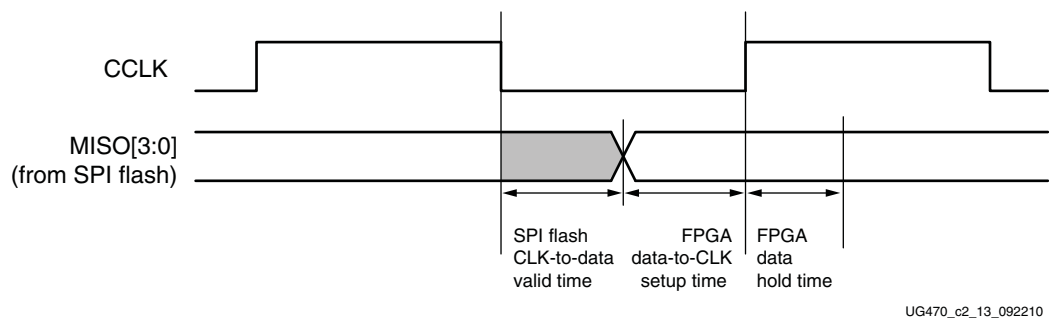 CCLK
MISO[3:0]
(from SPI flash)
SPI flash
CLK-to-data
valid time
FPGA
data-to-CLK
setup time
FPGA
data
hold time
UG470_c2_13_092210